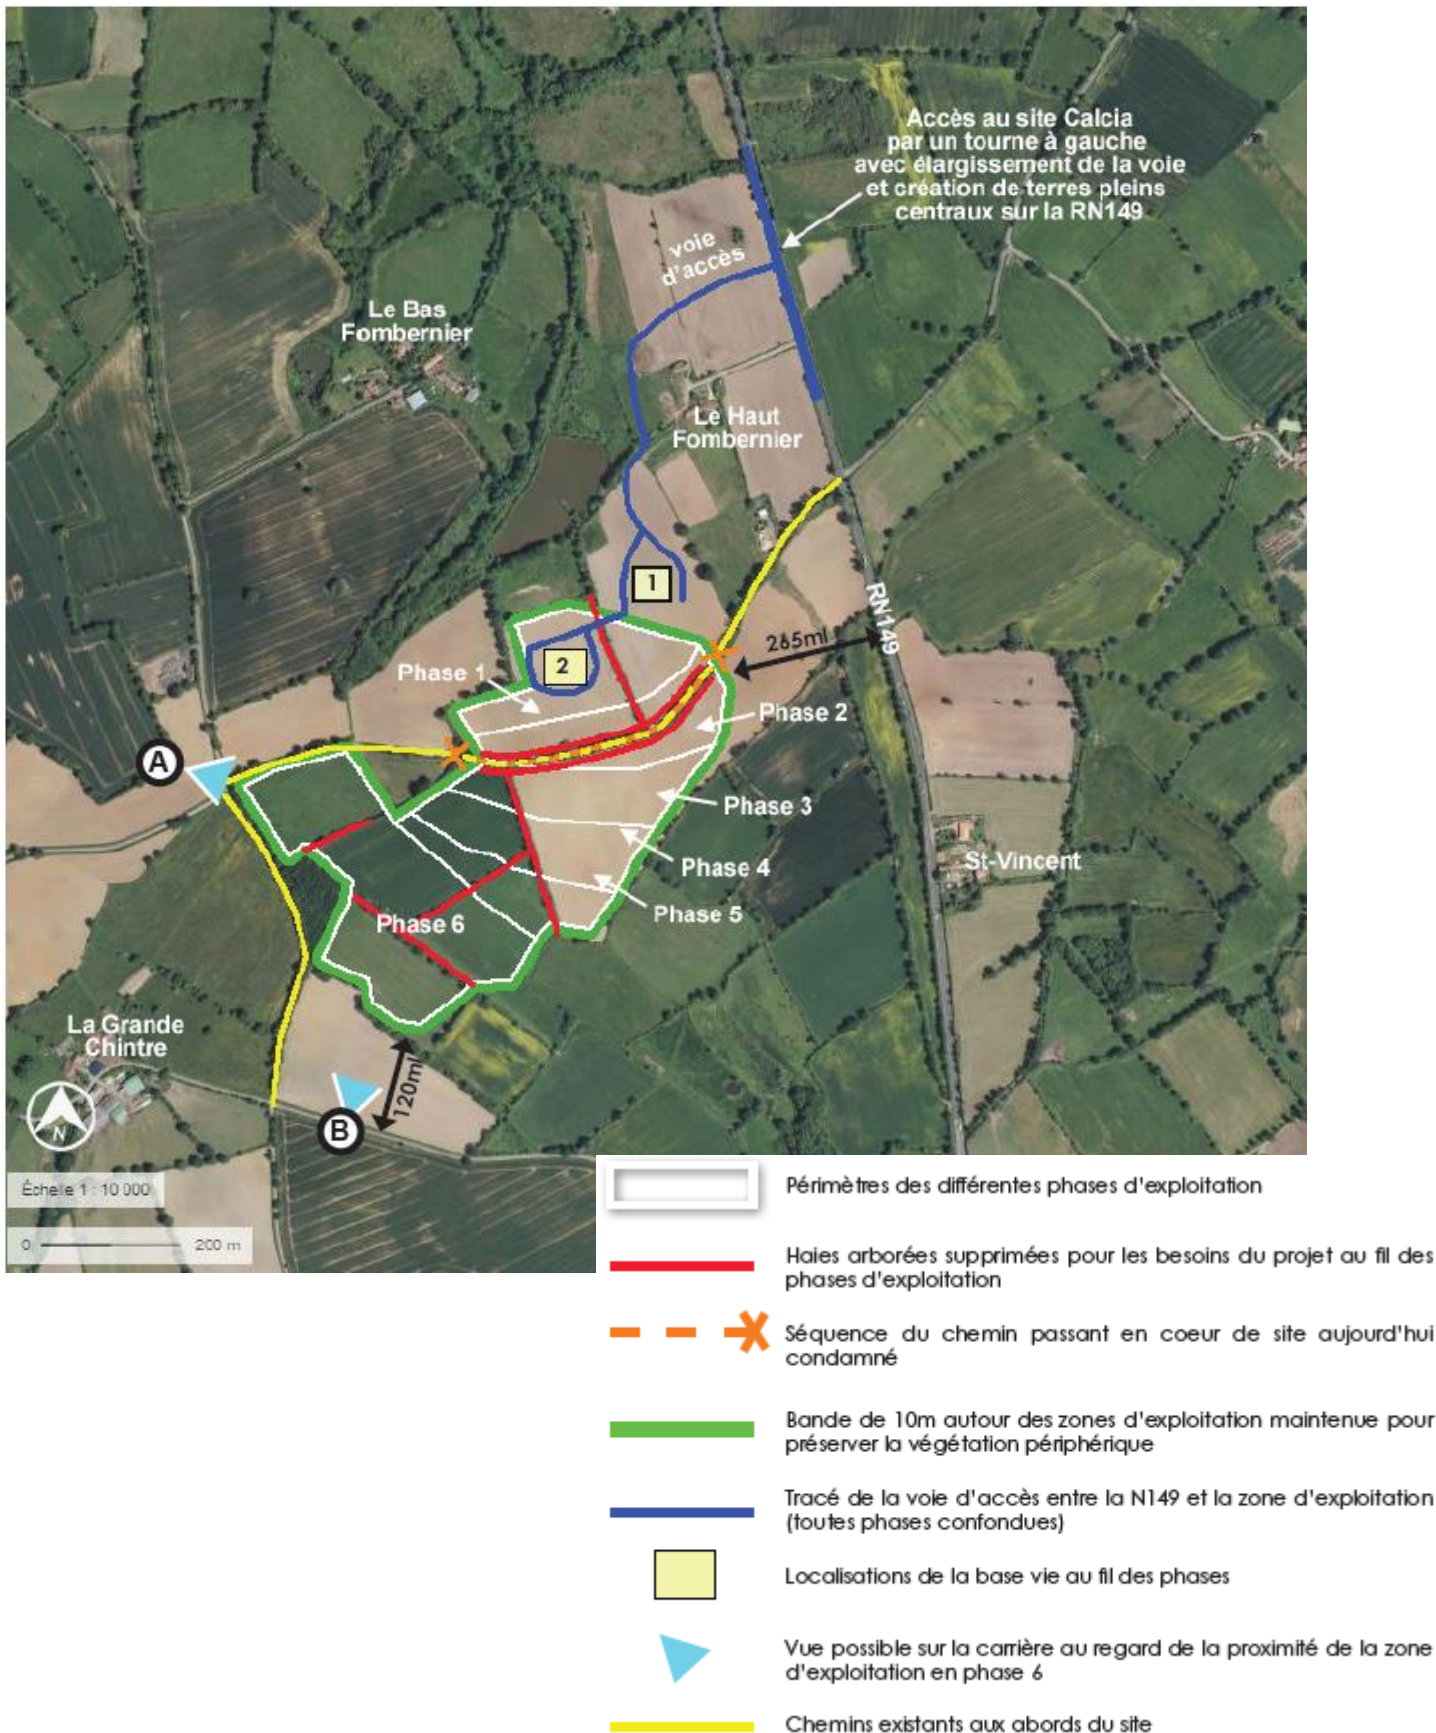 Accès au site Calcia
par un tourne à gauche
avec élargissement de la voie
et création de terres pleins
centraux sur la RN149
voie
d'accès
Le Bas
Fombernier
Le Haut
Fombernier
1
RN149
265ml
2
Phase 1
Phase 2
A
Phase 3
Phase 4
St-Vincent
Phase 5
Phase 6
La Grande
Chintre
120ml
N
B
Échelle 1 : 10 000
0
200 m
Périmètres des différentes phases d'exploitation
Haies arborées supprimées pour les besoins du projet au fil des
phases d'exploitation
Séquence du chemin passant en coeur de site aujourd'hui
condamné
Bande de 10m autour des zones d'exploitation maintenue pour
préserver la végétation périphérique
Tracé de la voie d'accès entre la N149 et la zone d'exploitation
(toutes phases confondues)
Localisations de la base vie au fil des phases
Vue possible sur la carrière au regard de la proximité de la zone
d'exploitation en phase 6
Chemins existants aux abords du site